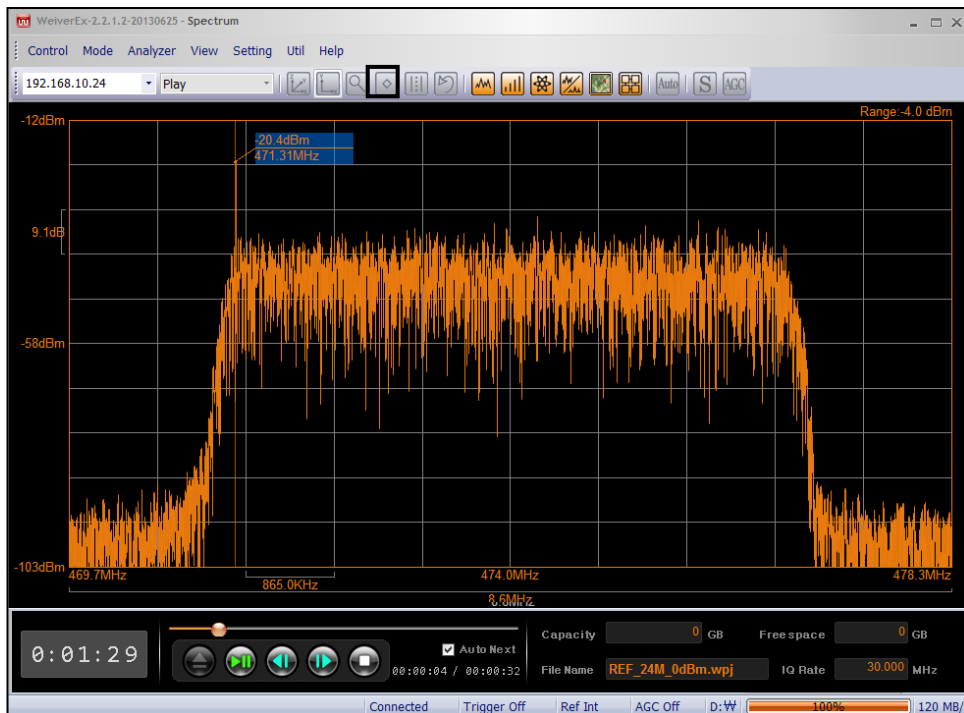 WeiverEx-2.2.1.2-20130625 - Spectrum
Control Mode Analyzer View Setting Util Help
192.168.10.24 Play Auto S AGC
Range:-4.0 dBm
-12dBm
-20.4dBm
471.31MHz
9.1dB
-58dBm
-103dBm
469.7MHz 474.0MHz 478.3MHz
865.0KHz
8.6MHz
0:01:29
Auto Next
00:00:04 / 00:00:32
Capacity 0 GB Free space 0 GB
File Name REF_24M_0dBm.wpj IQ Rate 30.000 MHz
Connected Trigger Off Ref Int AGC Off D:₩ 100% 120 MB/